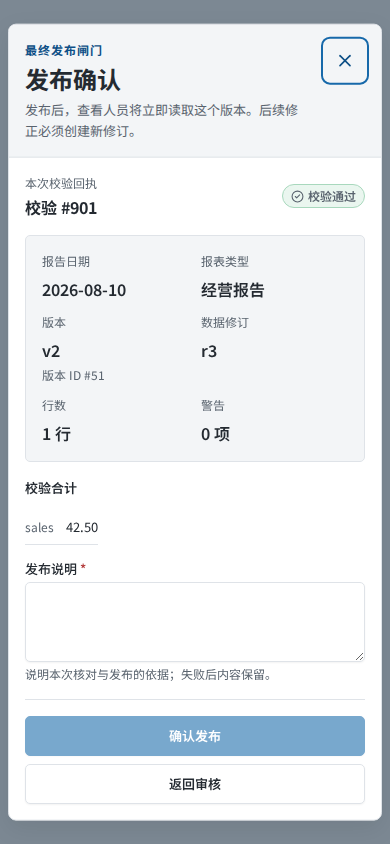 最终发布闸门
发布确认
发布后，查看人员将立即读取这个版本。后续修
正必须创建新修订。
本次校验回执
校验 #901
校验通过
报告日期
报表类型
2026-08-10
经营报告
版本
数据修订
v2
r3
版本 ID #51
行数
警告
1 行
0 项
校验合计
sales 42.50
发布说明 *
说明本次核对与发布的依据；失败后内容保留。
确认发布
返回审核